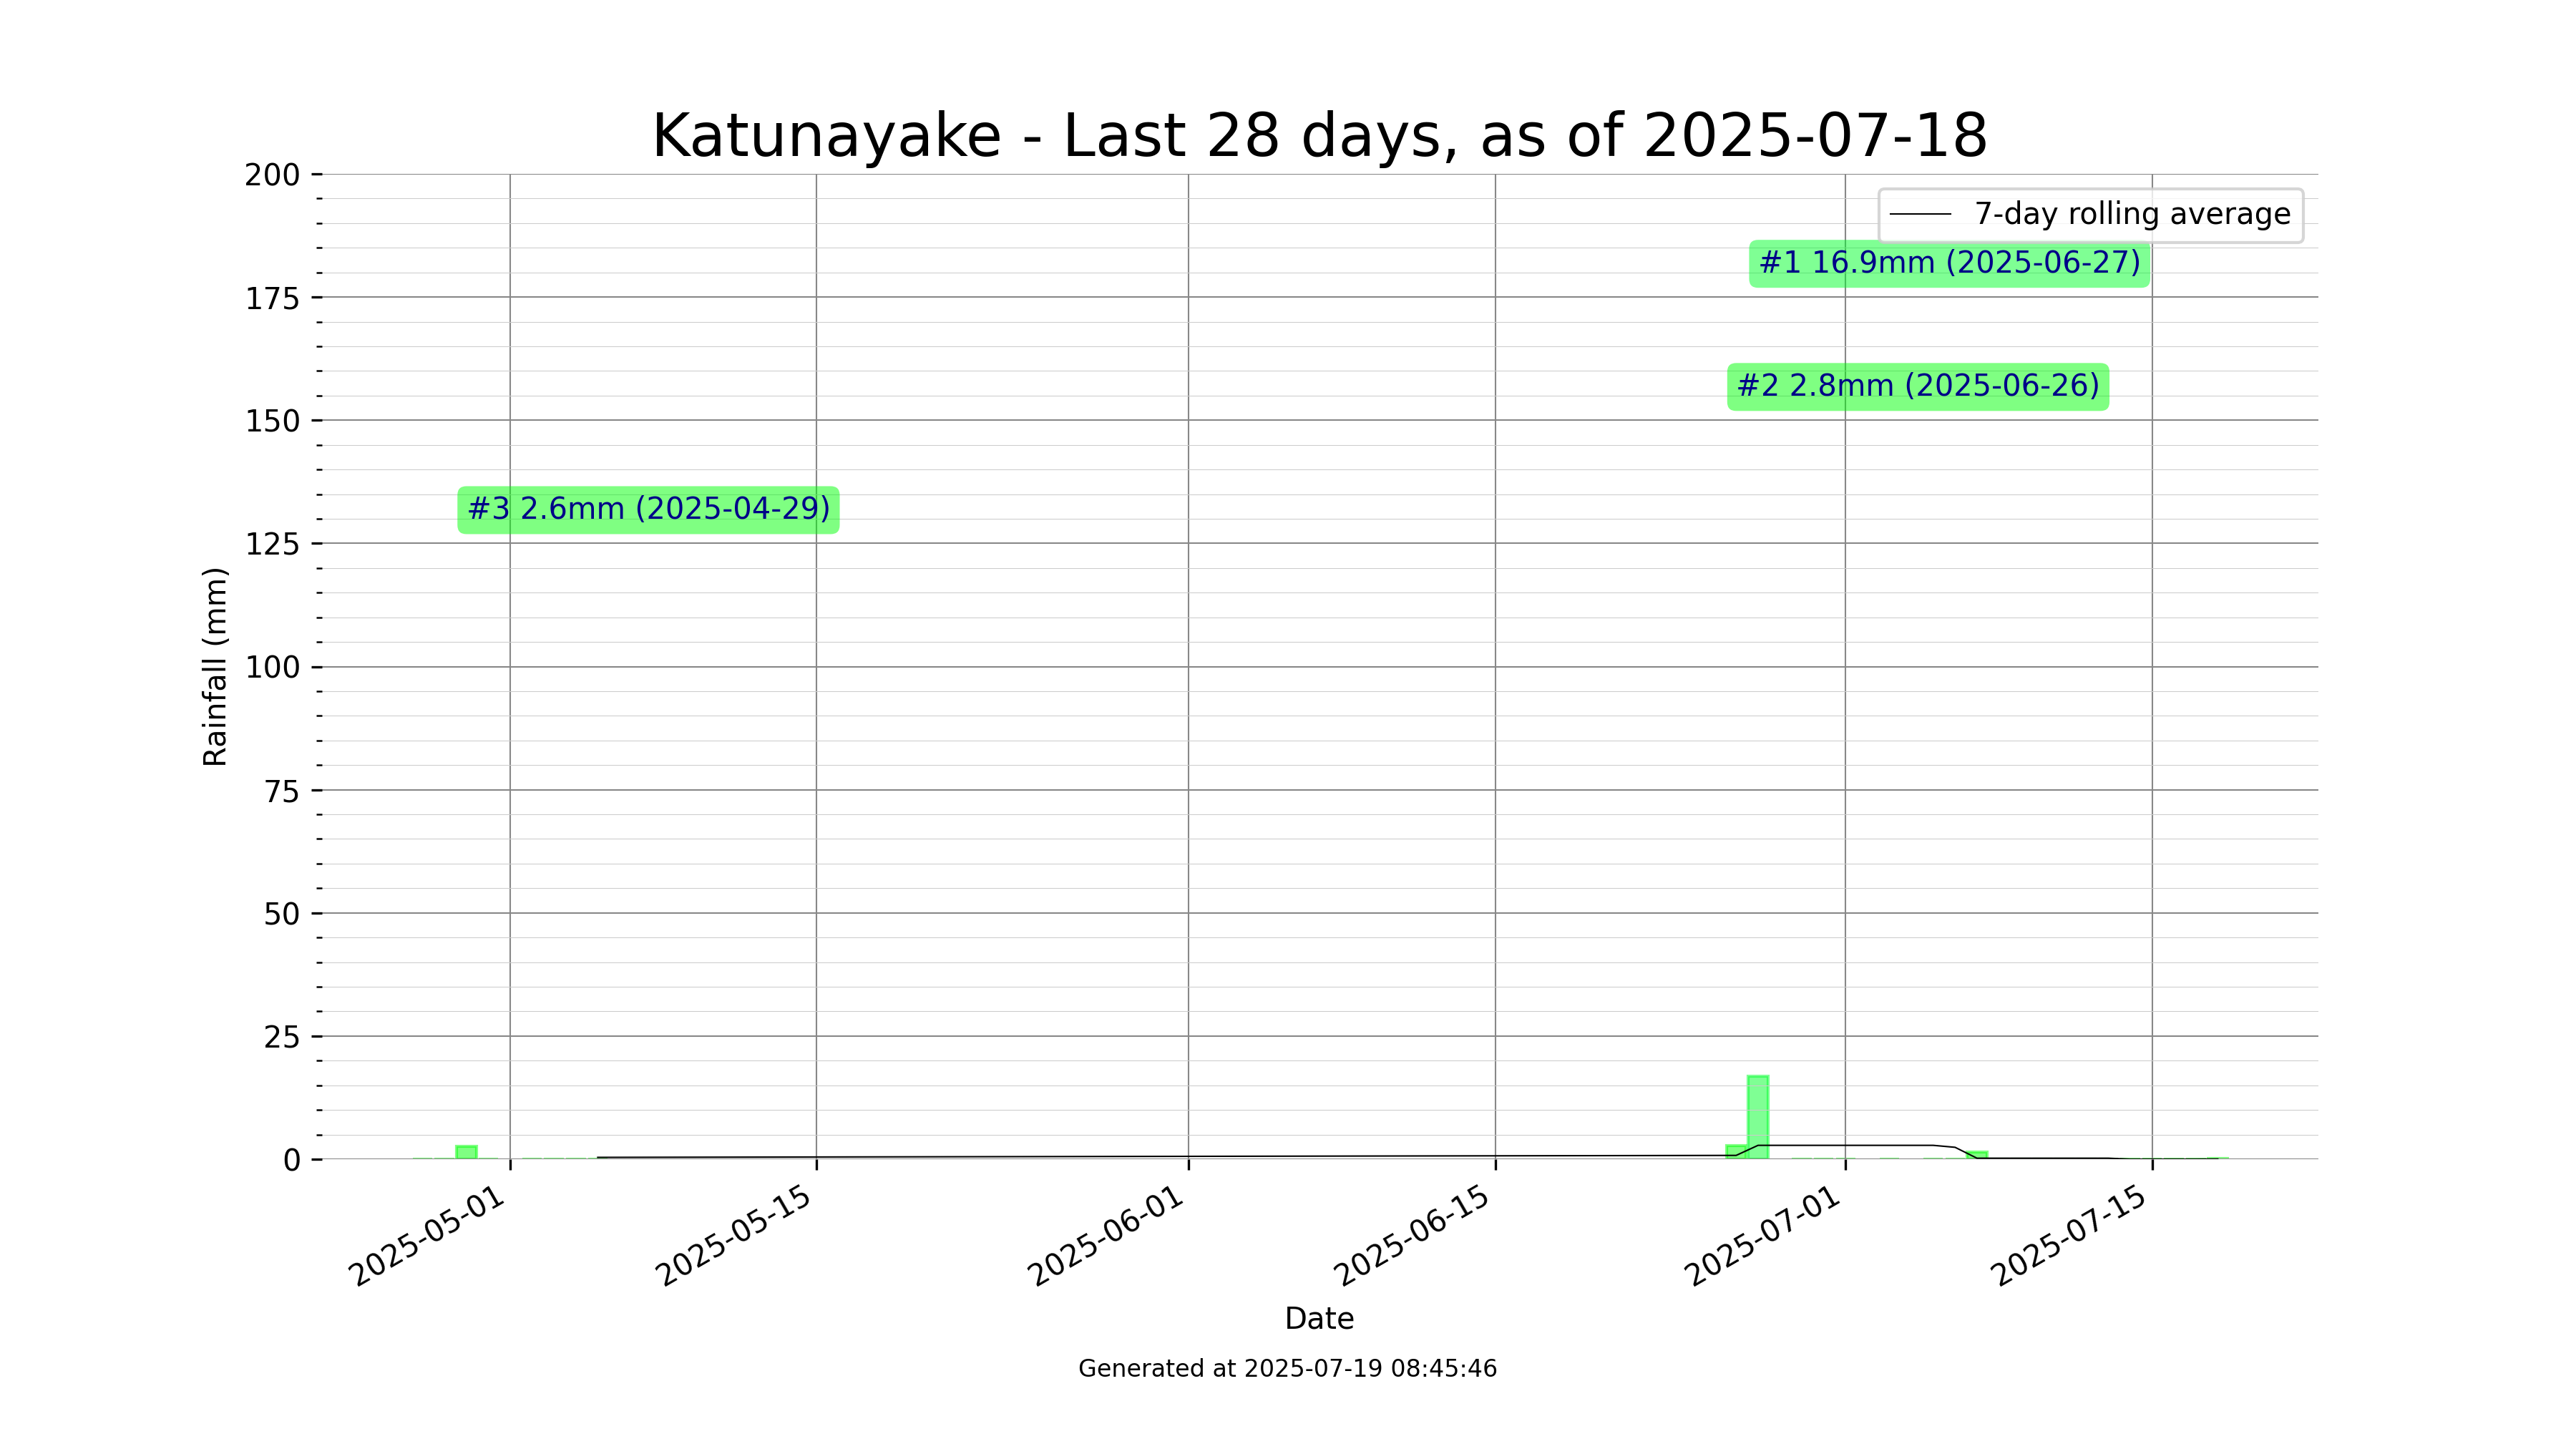 Katunayake - Last 28 days, as of 2025-07-18
7-day rolling average
#1 16.9mm (2025-06-27)
#2 2.8mm (2025-06-26)
#3 2.6mm (2025-04-29)
Rainfall (mm)
200
175
150
125
100
75
50
25
0
2025-05-01
2025-05-15
2025-06-01
2025-06-15
2025-07-01
2025-07-15
Date
Generated at 2025-07-19 08:45:46